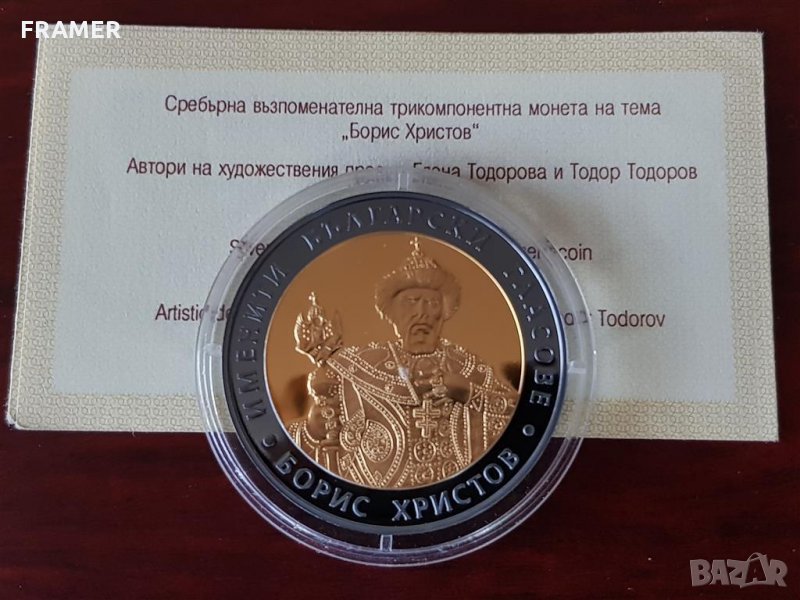 FRAMER
Сребърна възпоменателна трикомпонентна монета на тема
„Борис Христов“
Автори на художествения Елена Тодорова и Тодор Тодоров
coin
Artistic Todorov
ИМЕНИТИ БЪЛГАРСКИ ГЛАСОВЕ
БОРИС ХРИСТОВ
BAZAR